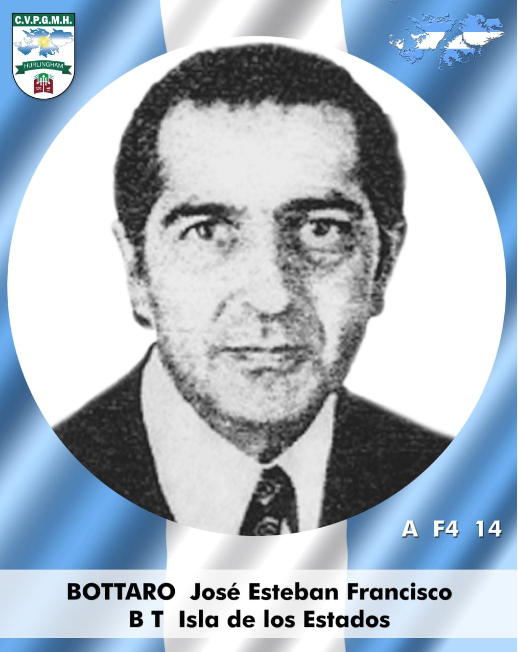 C.V.P.G.M.H.
HURLINGHAM
A F4 14
BOTTARO José Esteban Francisco
B T Isla de los Estados